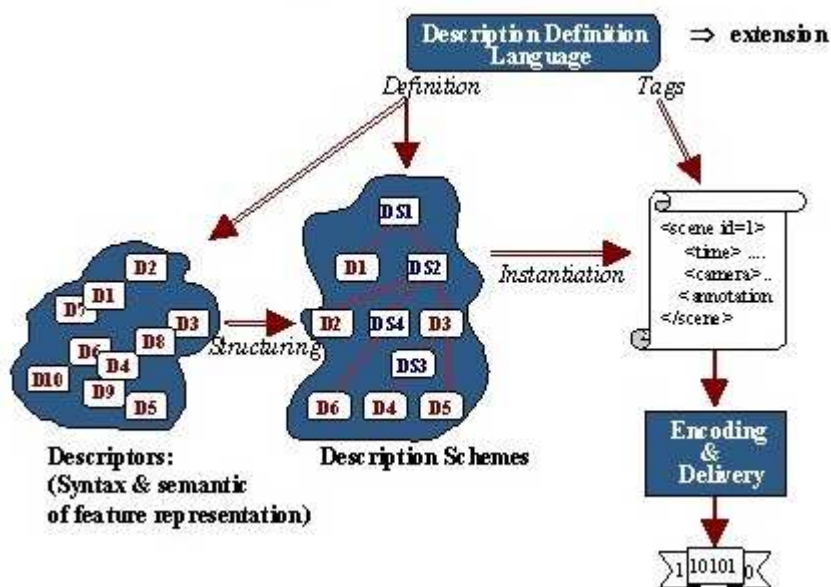 Description Definition
Language
⇒ extension
Definition
Tags
DS1
D1
DS2
D2
DS4
D3
DS3
D6
D4
D5
D2
D1
D7
D3
D8
D6
D4
D10
D9
D5
Structuring
Instantiation
<scene id=1>
<time> ....
<camera>..
<annotation
</scene>
Descriptors:
(Syntax & semantic
of feature representation)
Description Schemes
Encoding
&
Delivery
1 10101 0